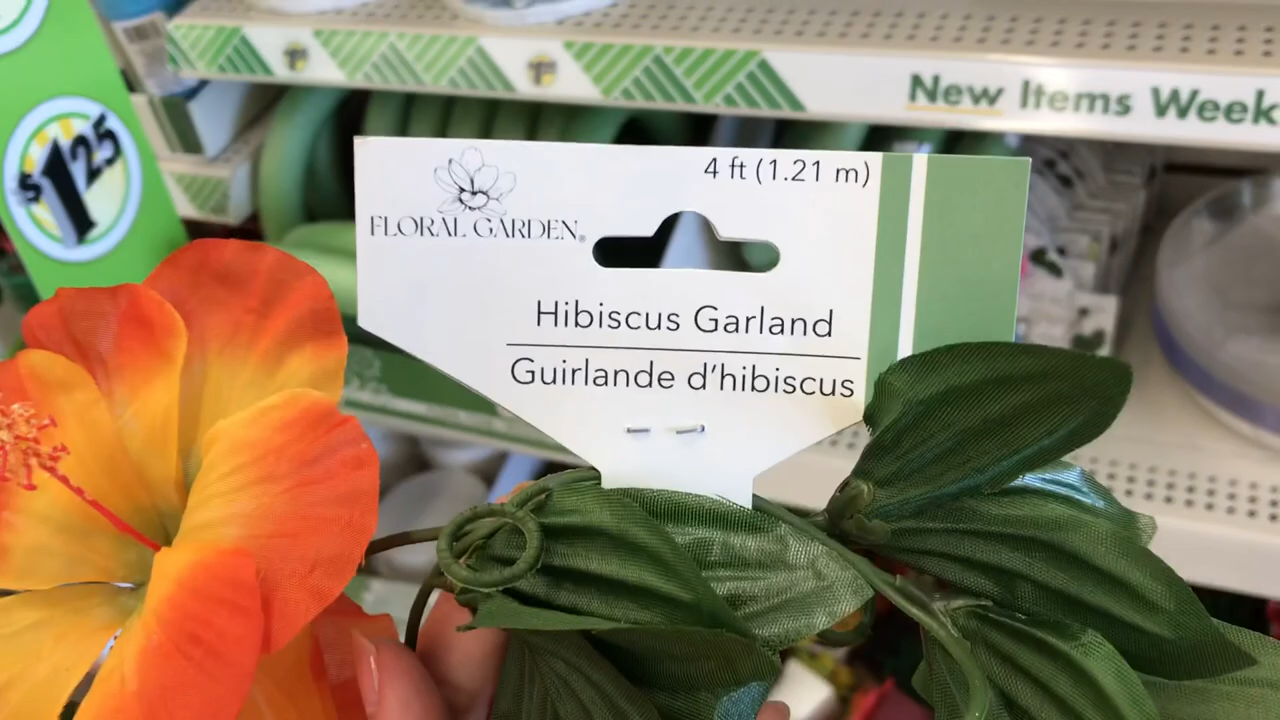 New Items Week
$1.25
4 ft (1.21 m)
FLORAL GARDEN®
Hibiscus Garland
Guirlande d'hibiscus